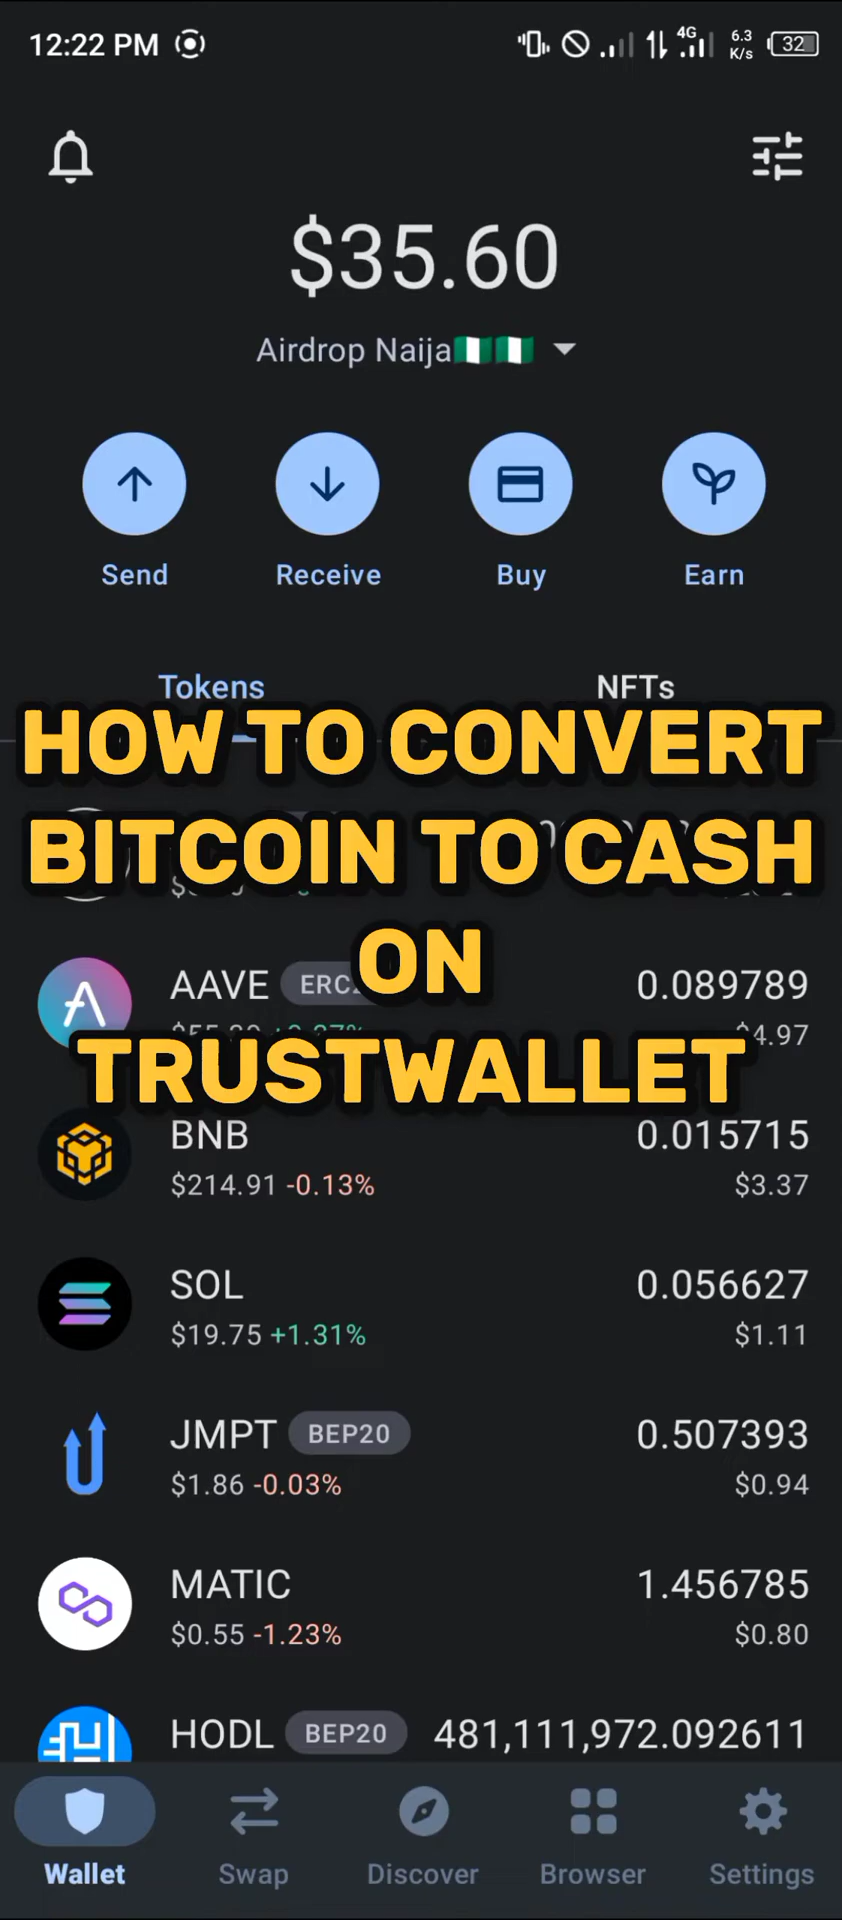 12:22 PM
4G
6.3
K/s
32
$35.60
Airdrop Naija🇳🇬🇳🇬
Send Receive Buy Earn
Tokens NFTs
HOW TO CONVERT
BITCOIN TO CASH
ON
TRUSTWALLET
AAVE 0.089789
$4.97
BNB 0.015715
$214.91 -0.13% $3.37
SOL 0.056627
$19.75 +1.31% $1.11
JMPT BEP20 0.507393
$1.86 -0.03% $0.94
MATIC 1.456785
$0.55 -1.23% $0.80
HODL BEP20 481,111,972.092611
Wallet Swap Discover Browser Settings